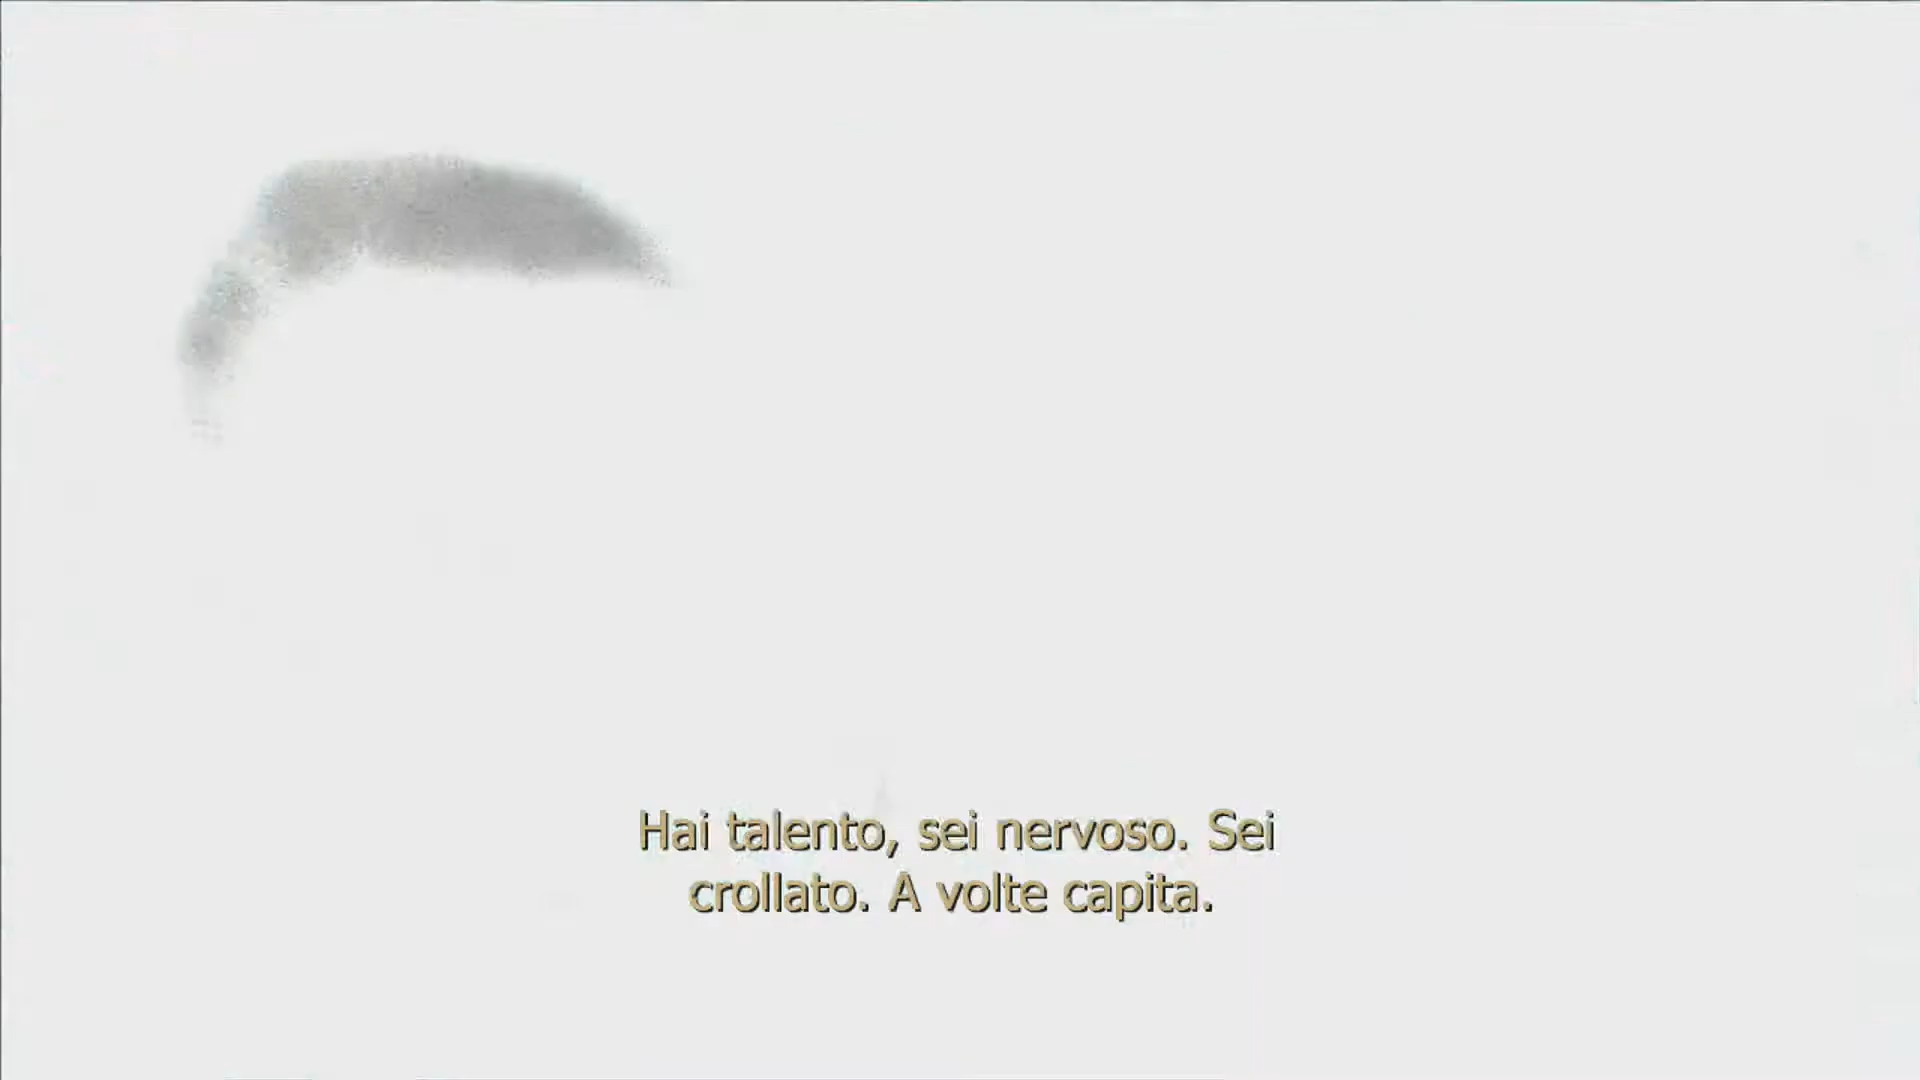 Hai talento, sei nervoso. Sei
crollato. A volte capita.